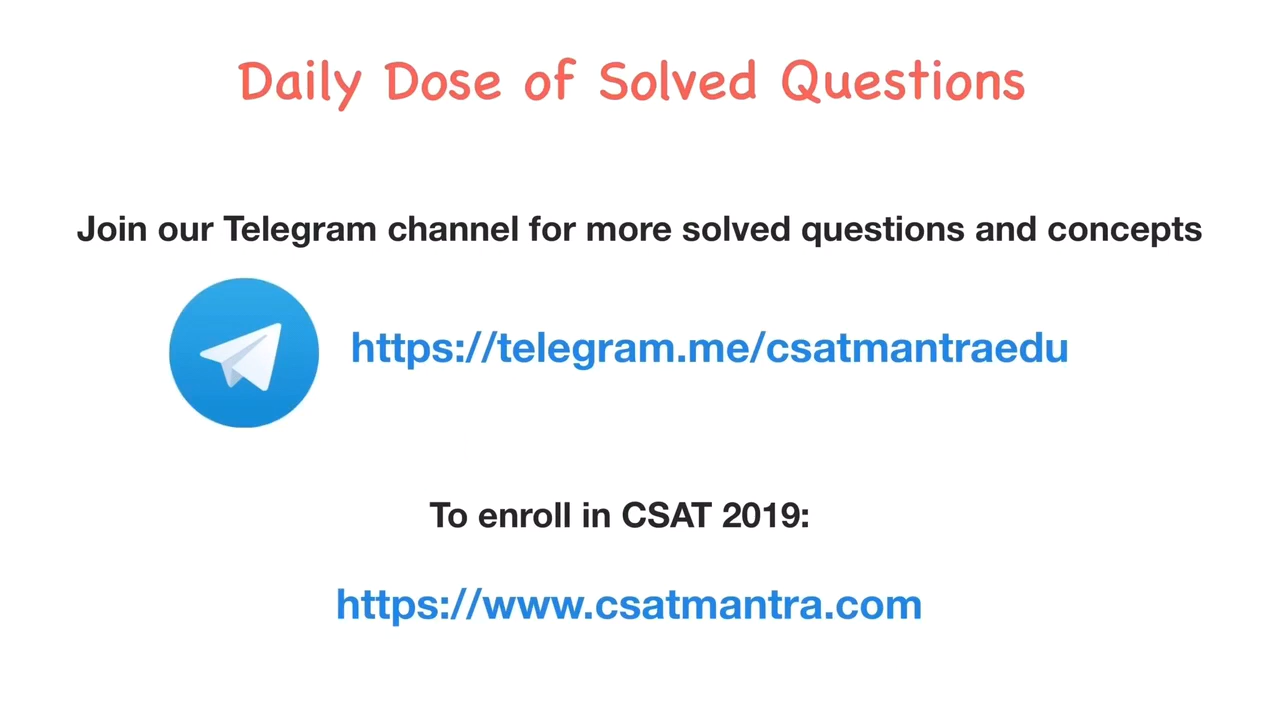 Daily Dose of Solved Questions
Join our Telegram channel for more solved questions and concepts
https://telegram.me/csatmantraedu
To enroll in CSAT 2019:
https://www.csatmantra.com